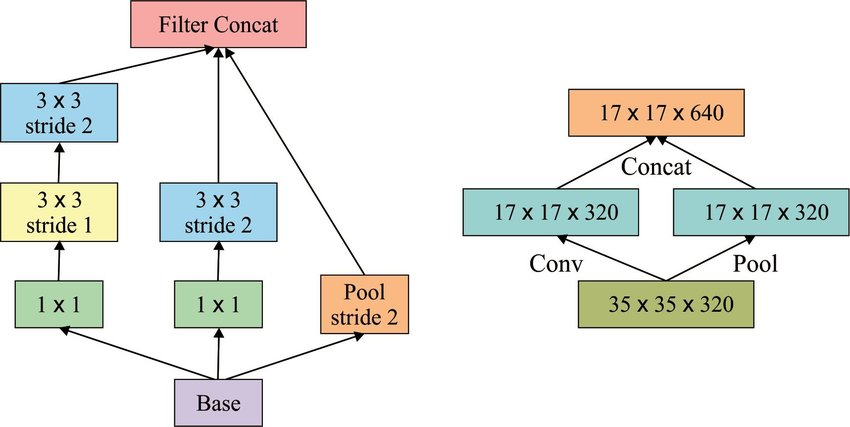 Filter Concat
3 x 3
stride 2
3 x 3
stride 1
3 x 3
stride 2
1 x 1
1 x 1
Pool
stride 2
Base
17 x 17 x 640
Concat
17 x 17 x 320
17 x 17 x 320
Conv
Pool
35 x 35 x 320